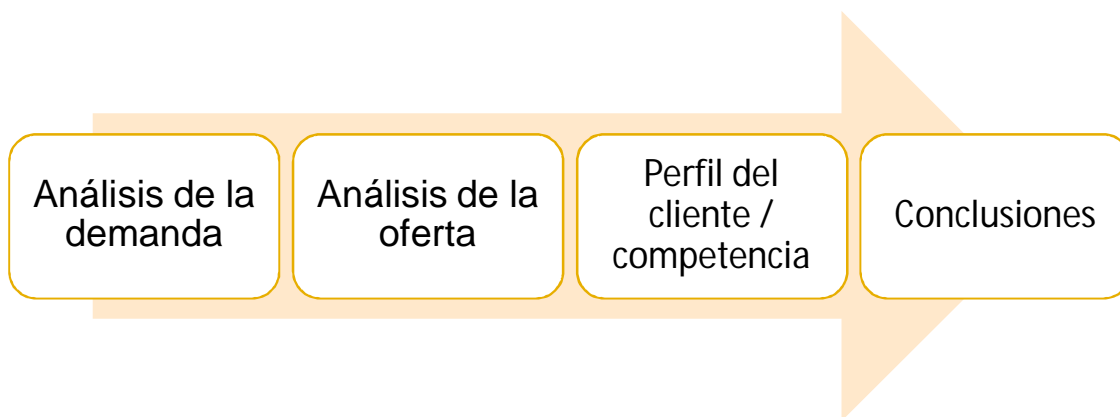 Análisis de la
demanda
Análisis de la
oferta
Perfil del
cliente /
competencia
Conclusiones